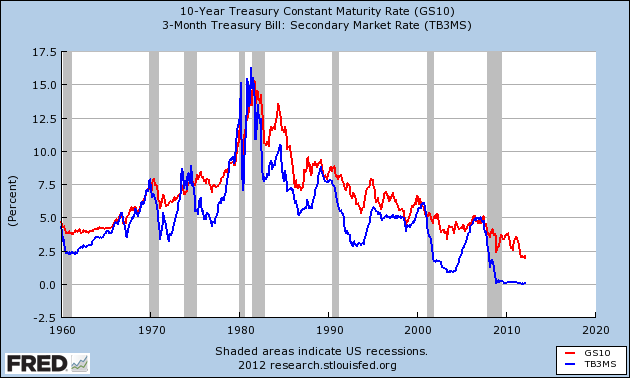 10-Year Treasury Constant Maturity Rate (GS10)
3-Month Treasury Bill: Secondary Market Rate (TB3MS)
17.5
15.0
12.5
10.0
7.5
5.0
2.5
0.0
-2.5
(Percent)
1960 1970 1980 1990 2000 2010 2020
Shaded areas indicate US recessions.
2012 research.stlouisfed.org
FRED
GS10
TB3MS